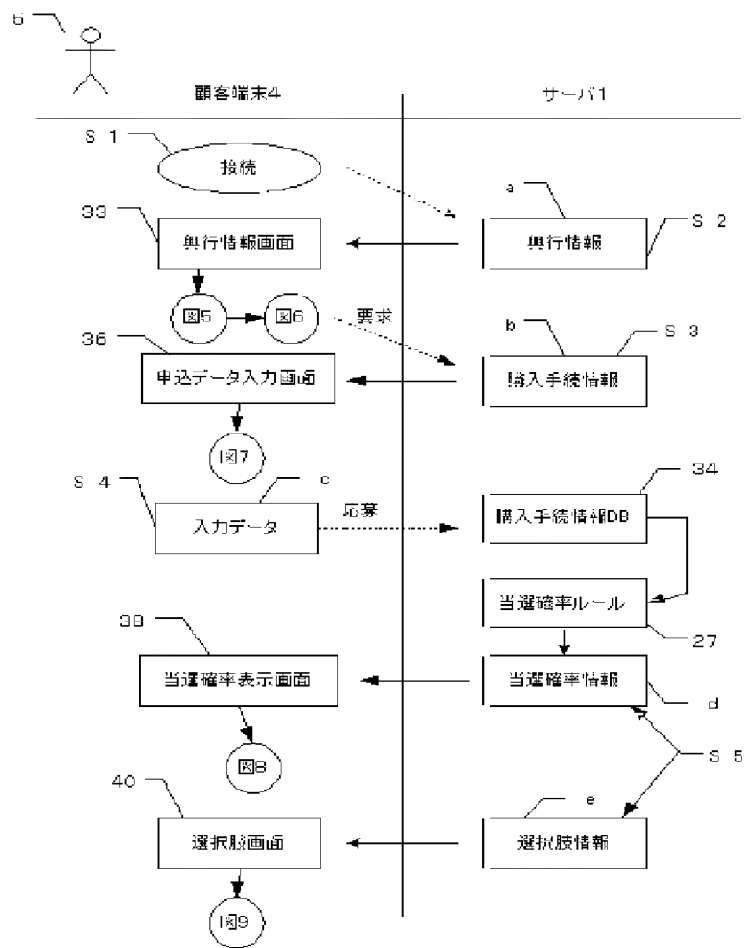 5
顧客端末4
サーバ1
S 1
接続
a
33
S 2
興行情報画面
興行情報
図5
図6
要求
b
S 3
36
申込データ入力画面
購入手続情報
図7
S 4
c
34
入力データ
応募
購入手続情報DB
当選確率ルール
27
38
当選確率表示画面
当選確率情報
d
図8
S 5
40
e
選択肢画面
選択肢情報
図9